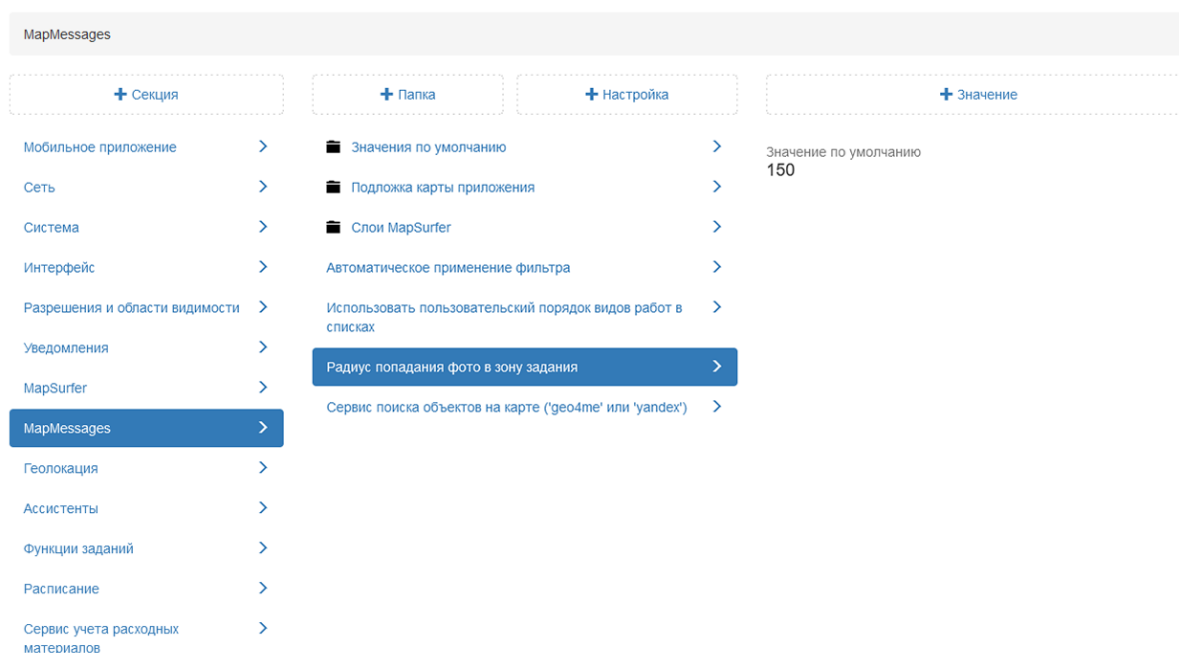 MapMessages
Секция
Папка
Настройка
Значение
Мобильное приложение
Сеть
Система
Интерфейс
Разрешения и области видимости
Уведомления
MapSurfer
MapMessages
Геолокация
Ассистенты
Функции заданий
Расписание
Сервис учета расходных
материалов
Значения по умолчанию
Подложка карты приложения
Слои MapSurfer
Автоматическое применение фильтра
Использовать пользовательский порядок видов работ в
списках
Радиус попадания фото в зону задания
Сервис поиска объектов на карте ('geo4me' или 'yandex')
Значение по умолчанию
150